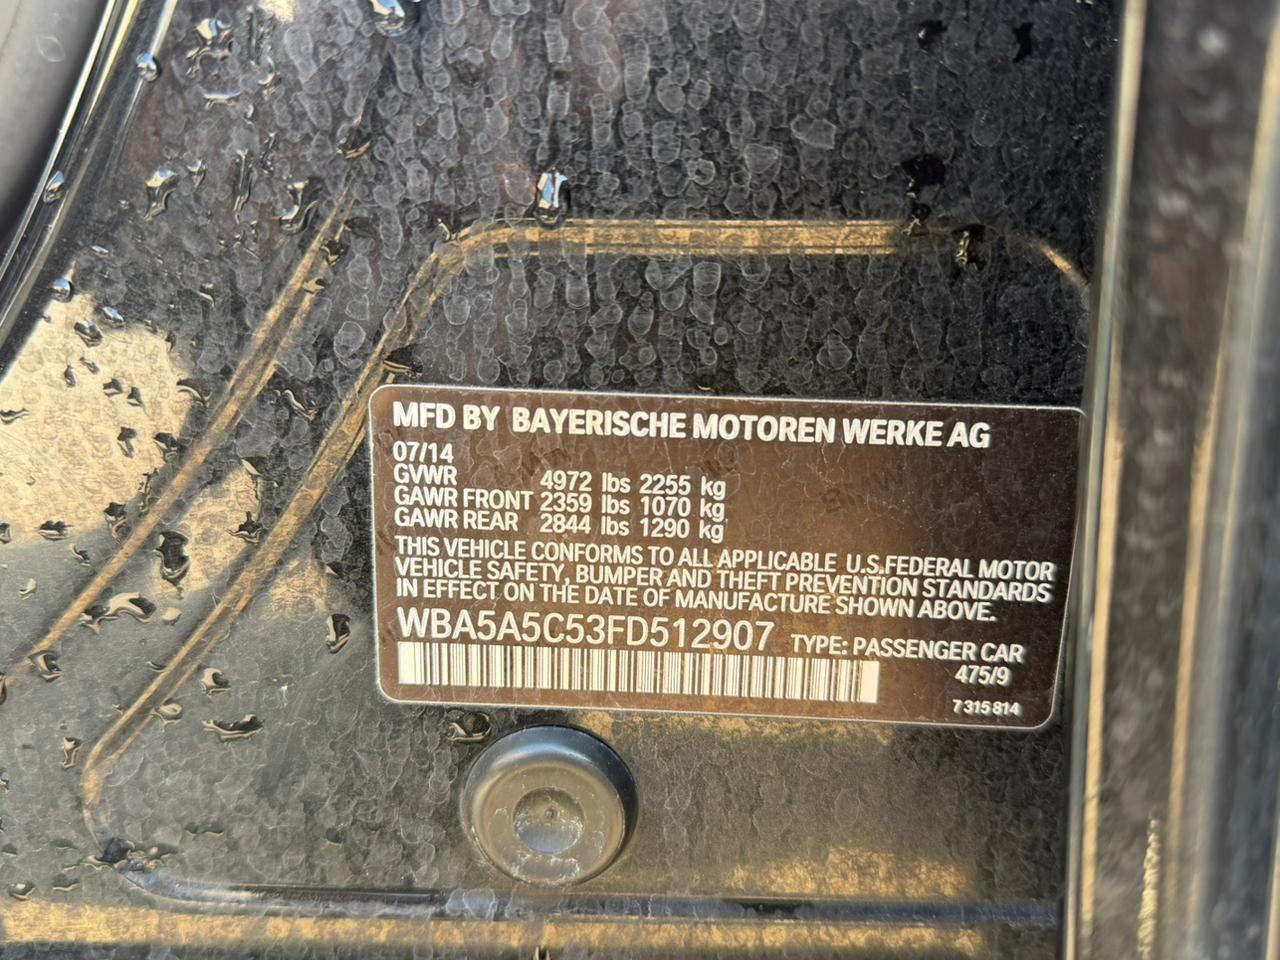 MFD BY BAYERISCHE MOTOREN WERKE AG
07/14
GVWR 4972 lbs 2255 kg
GAWR FRONT 2359 lbs 1070 kg
GAWR REAR 2844 lbs 1290 kg
THIS VEHICLE CONFORMS TO ALL APPLICABLE U.S.FEDERAL MOTOR
VEHICLE SAFETY, BUMPER AND THEFT PREVENTION STANDARDS
IN EFFECT ON THE DATE OF MANUFACTURE SHOWN ABOVE.
WBA5A5C53FD512907 TYPE: PASSENGER CAR
475/9
7 315 814